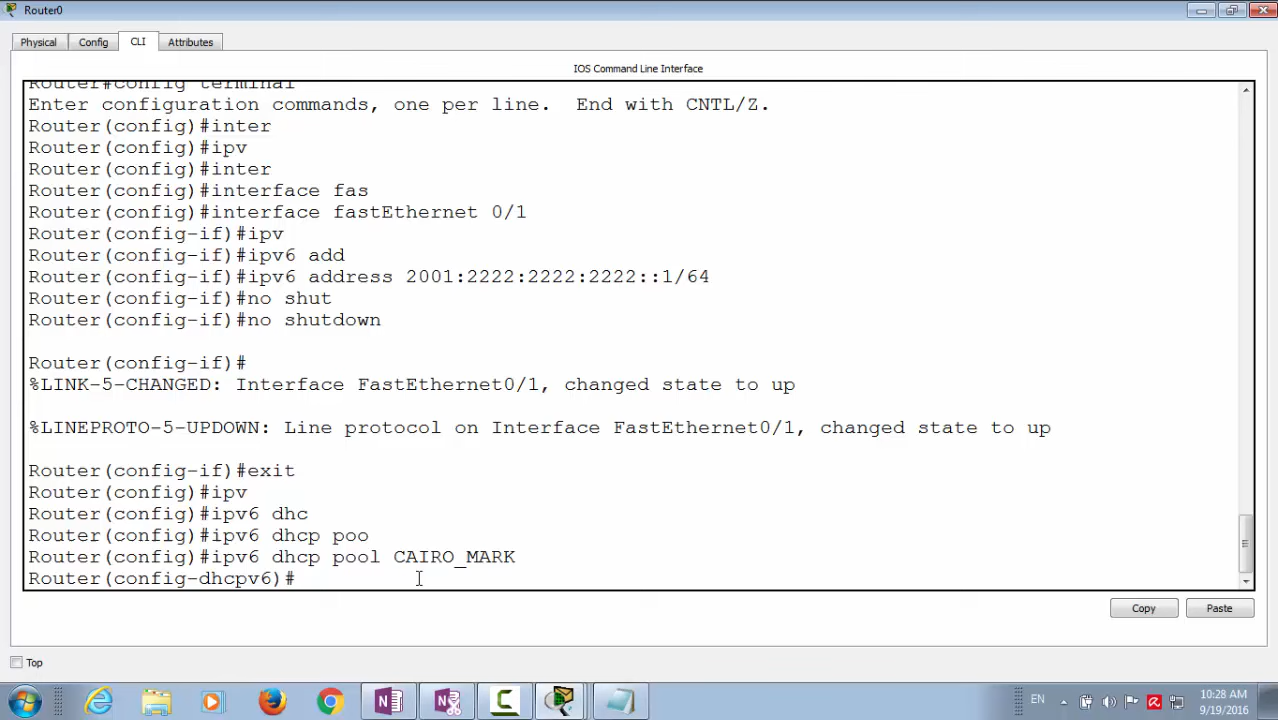 Router0
Physical
Config
CLI
Attributes
IOS Command Line Interface
Router#config terminal
Enter configuration commands, one per line.  End with CNTL/Z.
Router(config)#inter
Router(config)#ipv
Router(config)#inter
Router(config)#interface fas
Router(config)#interface fastEthernet 0/1
Router(config-if)#ipv
Router(config-if)#ipv6 add
Router(config-if)#ipv6 address 2001:2222:2222:2222::1/64
Router(config-if)#no shut
Router(config-if)#no shutdown
Router(config-if)#
%LINK-5-CHANGED: Interface FastEthernet0/1, changed state to up
%LINEPROTO-5-UPDOWN: Line protocol on Interface FastEthernet0/1, changed state to up
Router(config-if)#exit
Router(config)#ipv
Router(config)#ipv6 dhc
Router(config)#ipv6 dhcp poo
Router(config)#ipv6 dhcp pool CAIRO_MARK
Router(config-dhcpv6)#
Copy
Paste
Top
EN
10:28 AM
9/19/2016